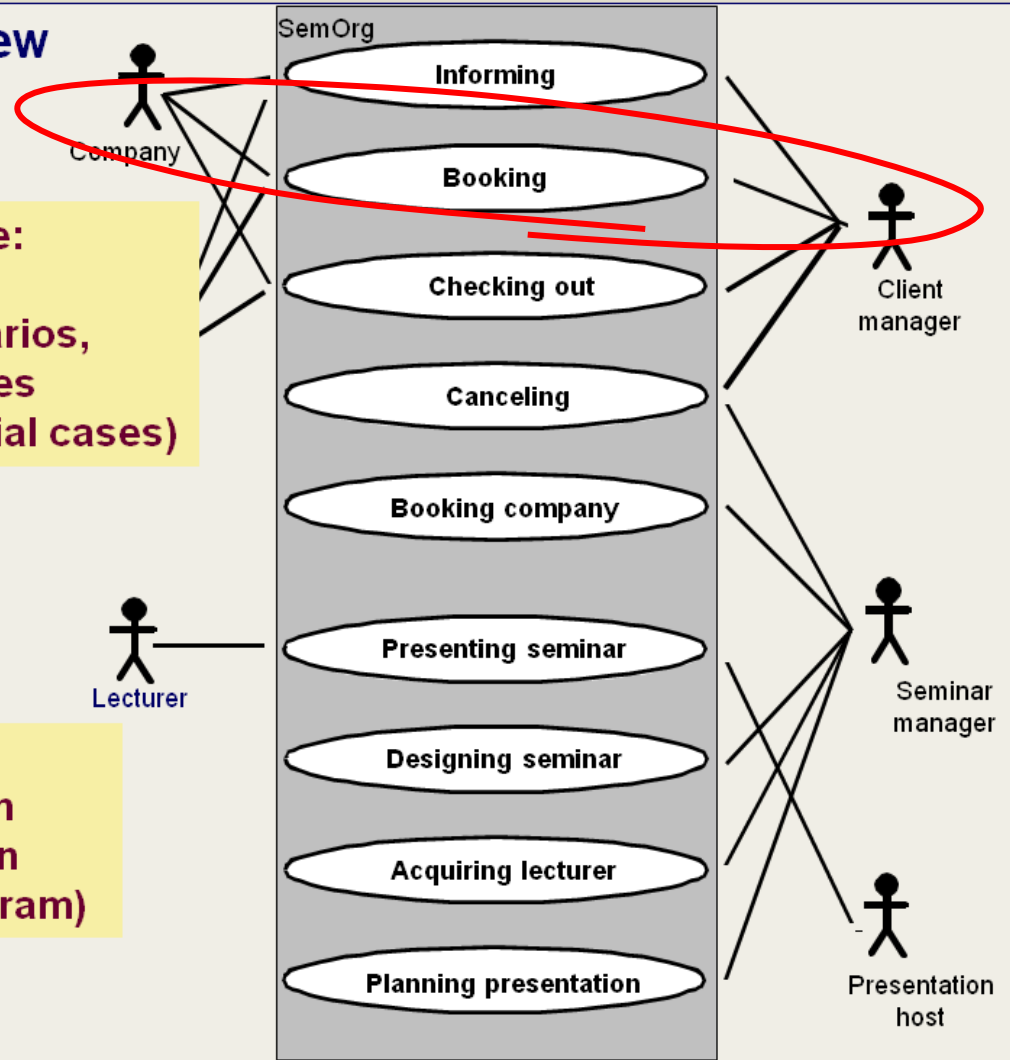 ew
SemOrg
Informing
Company
Booking
e:
Checking out
Client
manager
arios,
es
Canceling
ial cases)
Booking company
Presenting seminar
Lecturer
Seminar
manager
Designing seminar
n
n
Acquiring lecturer
ram)
Planning presentation
Presentation
host